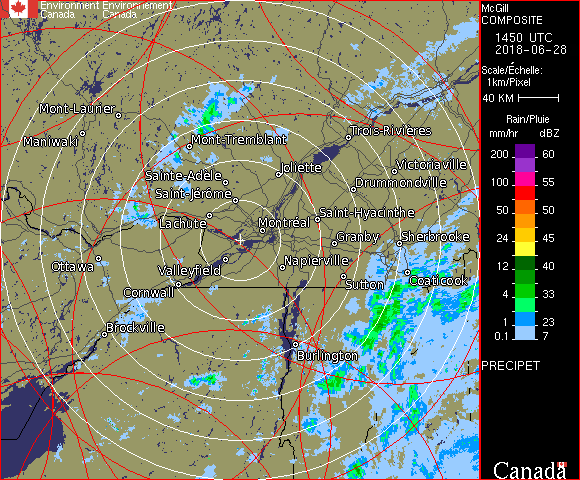 Environment Environnement
Canada Canada
McGill
COMPOSITE
1450 UTC
2018-06-28
Scale/Échelle:
1km/Pixel
40 KM
Rain/Pluie
mm/hr dBZ
200 60
100 55
50 50
24 45
12 40
4 33
1 23
0.1 7
PRECIPET
Canada
Mont-Laurier
Maniwaki
Mont-Tremblant
Trois-Rivières
Joliette
Victoriaville
Sainte-Adèle
Drummondville
Saint-Jérôme
Lachute
Saint-Hyacinthe
Montréal
Granby
Sherbrooke
Ottawa
Valleyfield
Napierville
Coaticook
Sutton
Cornwall
Brockville
Burlington